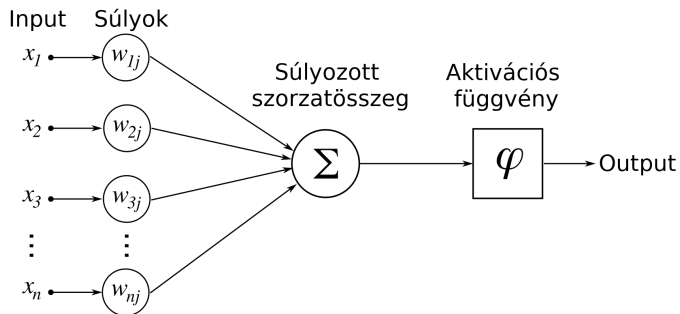 Input Súlyok
x1 w1j
Súlyozott szorzatösszeg
Aktivációs függvény
x2 w2j
Σ φ Output
x3 w3j
⋮ ⋮
xn wnj